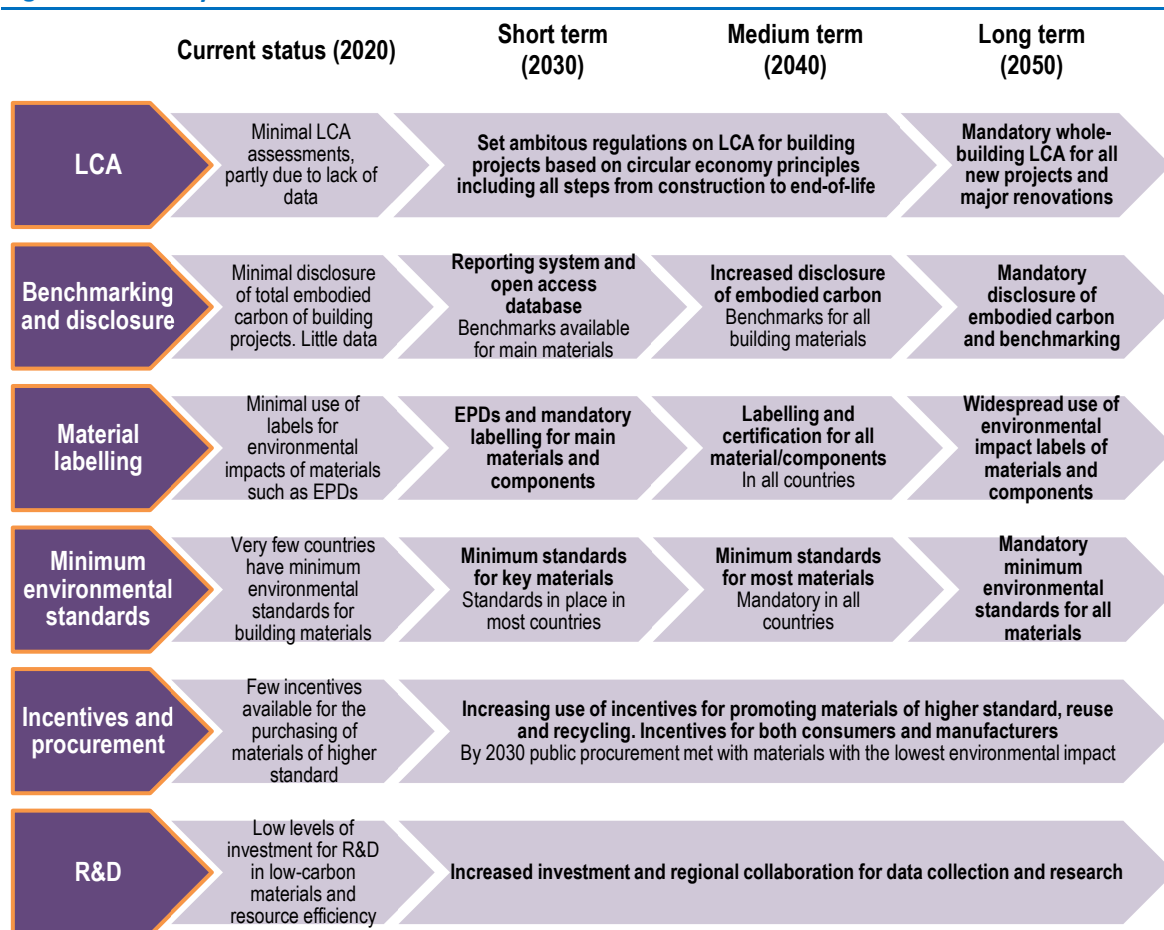 Current status (2020)
Short term
(2030)
Medium term
(2040)
Long term
(2050)
LCA
Minimal LCA
assessments,
partly due to lack of
data
Set ambitous regulations on LCA for building
projects based on circular economy principles
including all steps from construction to end-of-life
Mandatory whole-
building LCA for all
new projects and
major renovations
Benchmarking
and disclosure
Minimal disclosure
of total embodied
carbon of building
projects. Little data
Reporting system and
open access
database
Benchmarks available
for main materials
Increased disclosure
of embodied carbon
Benchmarks for all
building materials
Mandatory
disclosure of
embodied carbon
and benchmarking
Material
labelling
Minimal use of
labels for
environmental
impacts of materials
such as EPDs
EPDs and mandatory
labelling for main
materials and
components
Labelling and
certification for all
material/components
In all countries
Widespread use of
environmental
impact labels of
materials and
components
Minimum
environmental
standards
Very few countries
have minimum
environmental
standards for
building materials
Minimum standards
for key materials
Standards in place in
most countries
Minimum standards
for most materials
Mandatory in all
countries
Mandatory
minimum
environmental
standards for all
materials
Incentives and
procurement
Few incentives
available for the
purchasing of
materials of higher
standard
Increasing use of incentives for promoting materials of higher standard, reuse
and recycling. Incentives for both consumers and manufacturers
By 2030 public procurement met with materials with the lowest environmental impact
R&D
Low levels of
investment for R&D
in low-carbon
materials and
resource efficiency
Increased investment and regional collaboration for data collection and research